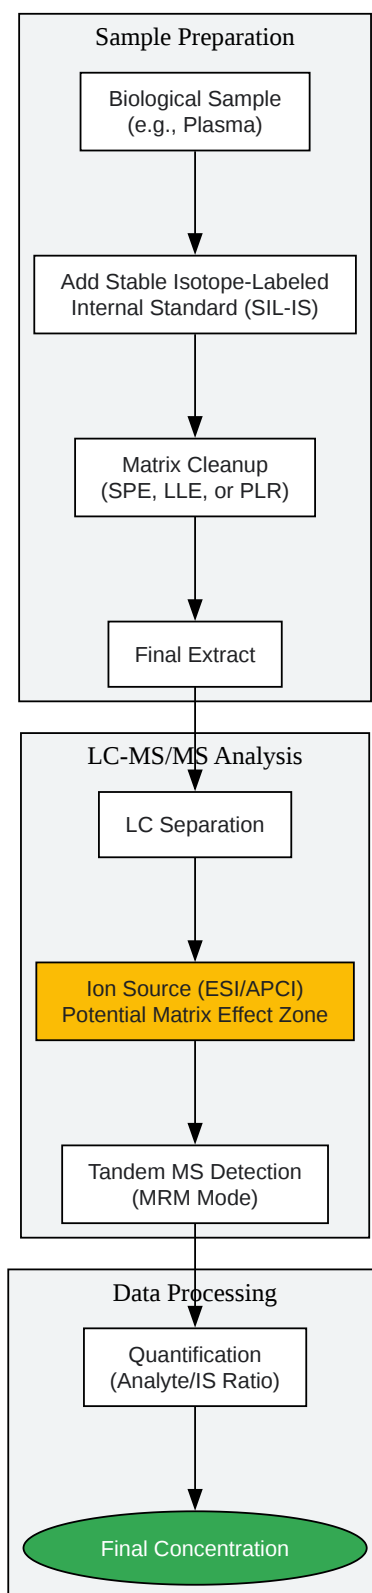 Sample Preparation
Biological Sample
(e.g., Plasma)
Add Stable Isotope-Labeled
Internal Standard (SIL-IS)
Matrix Cleanup
(SPE, LLE, or PLR)
Final Extract
LC-MS/MS Analysis
LC Separation
Ion Source (ESI/APCI)
Potential Matrix Effect Zone
Tandem MS Detection
(MRM Mode)
Data Processing
Quantification
(Analyte/IS Ratio)
Final Concentration